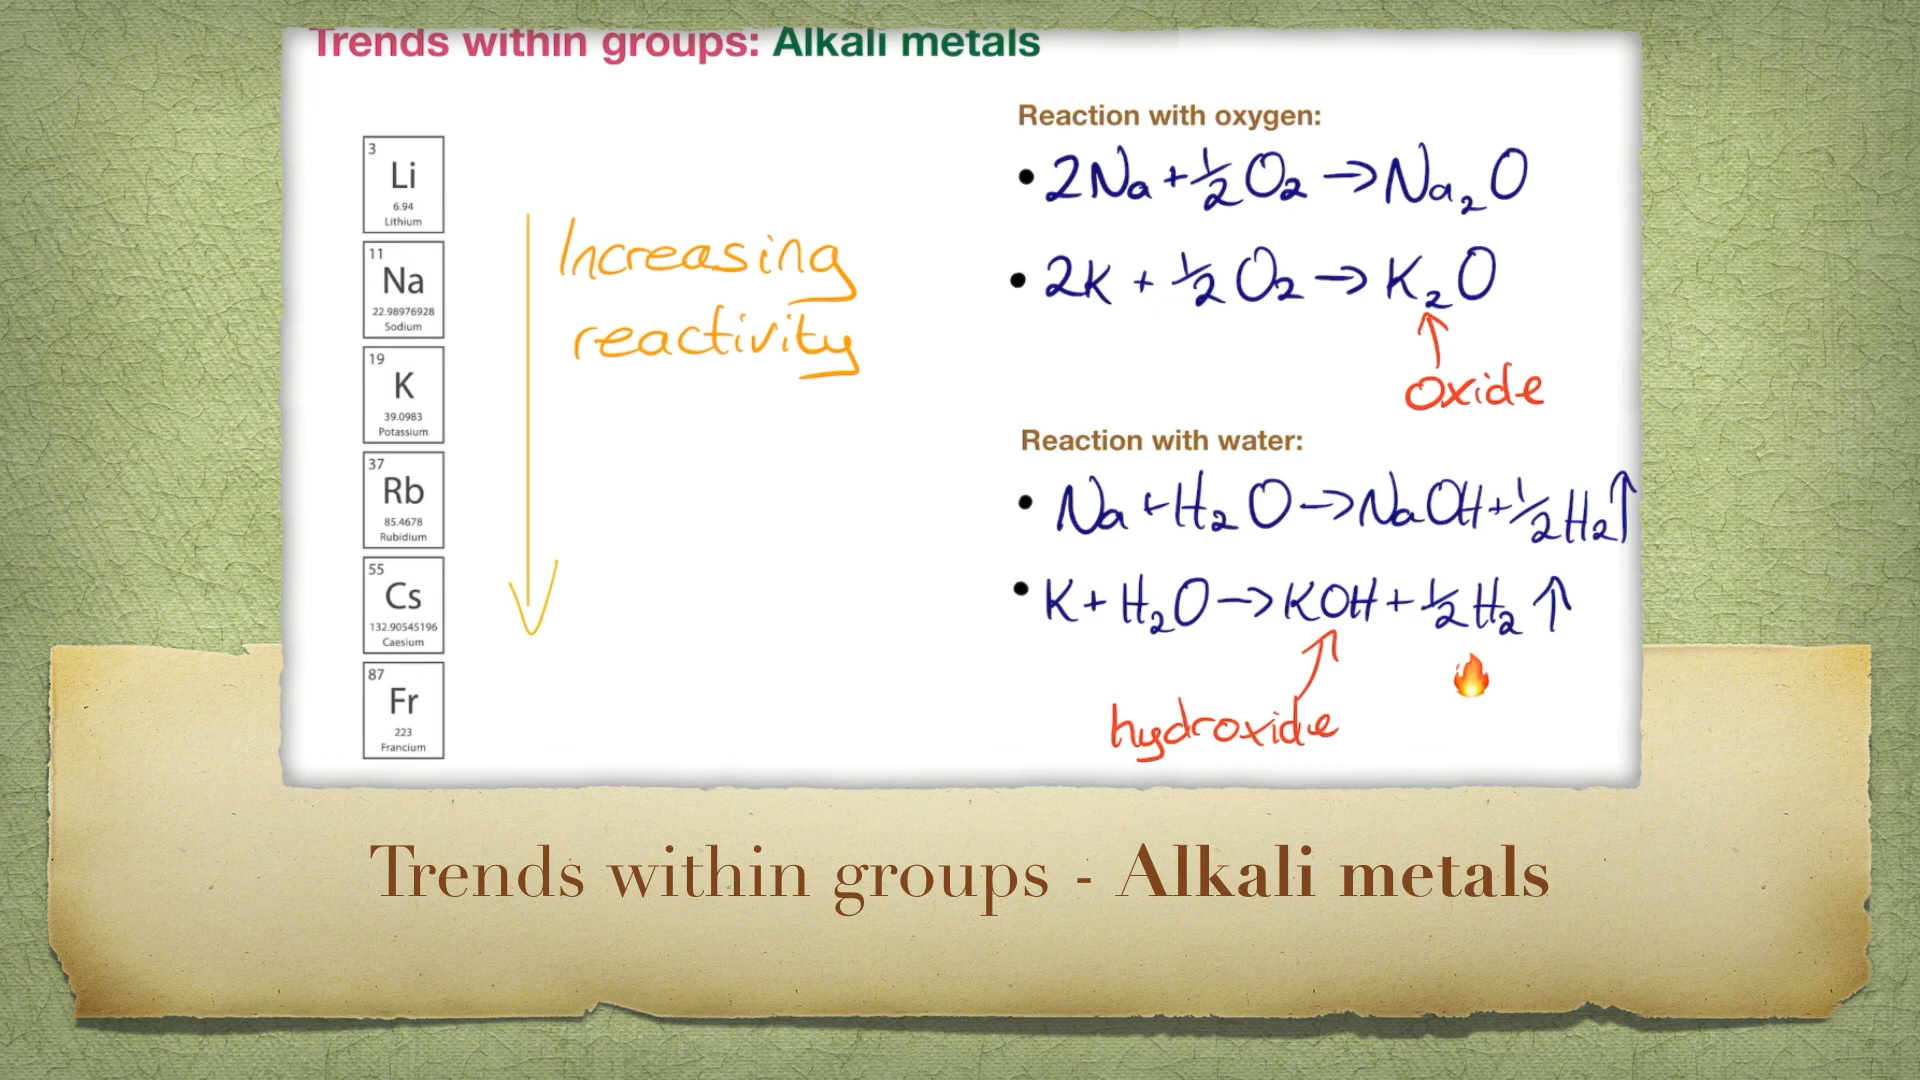 Trends within groups: Alkali metals
3
Li
6.94
Lithium
11
Na
22.98976928
Sodium
19
K
39.0983
Potassium
37
Rb
85.4678
Rubidium
55
Cs
132.90545196
Caesium
87
Fr
223
Francium
Increasing
reactivity
Reaction with oxygen:
• 2Na + ½O₂ → Na₂O
• 2K + ½O₂ → K₂O
↑
oxide
Reaction with water:
• Na + H₂O → NaOH + ½H₂↑
• K + H₂O → KOH + ½H₂ ↑
🔥
hydroxide
Trends within groups - Alkali metals